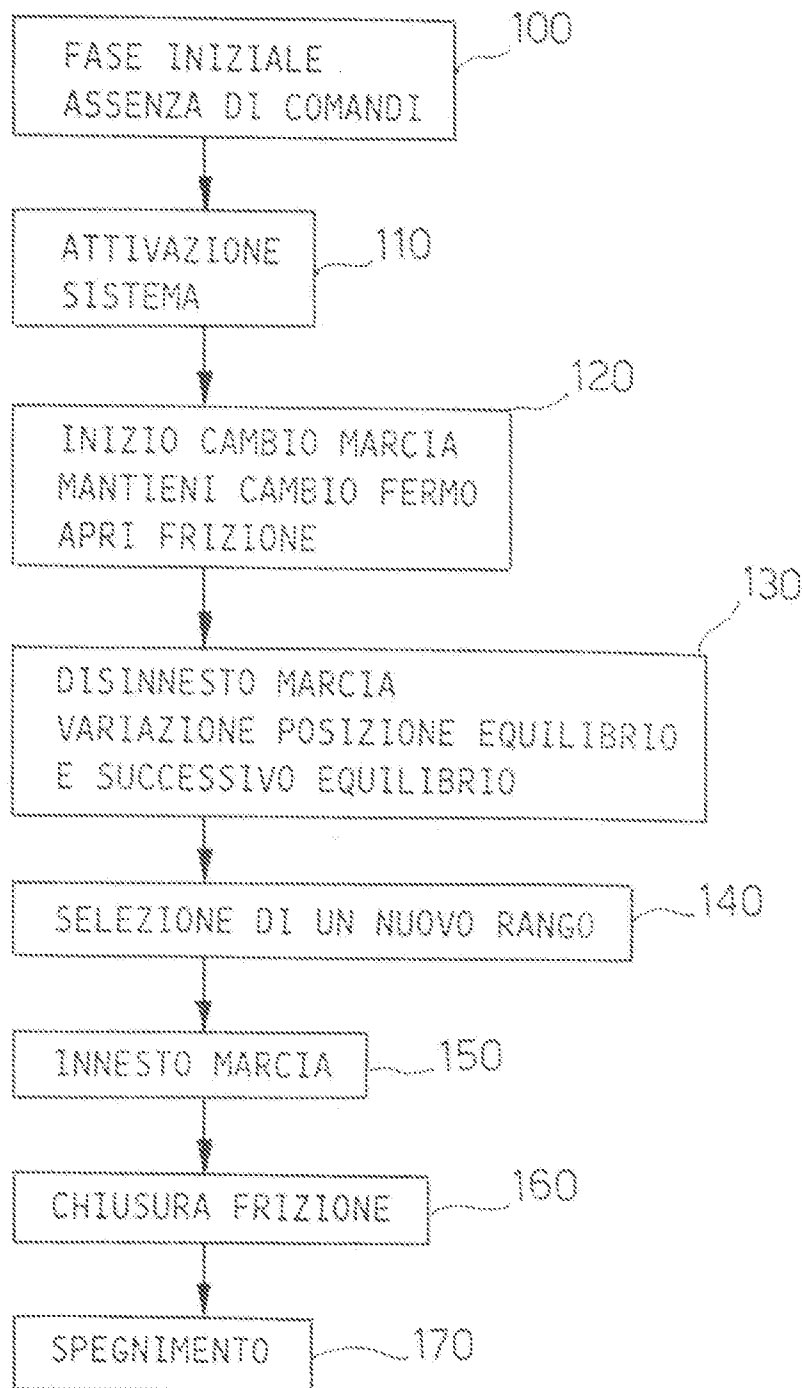 100
FASE INIZIALE
ASSENZA DI COMANDI
110
ATTIVAZIONE
SISTEMA
120
INIZIO CAMBIO MARCIA
MANTIENI CAMBIO FERMO
APRI FRIZIONE
130
DISINNESTO MARCIA
VARIAZIONE POSIZIONE EQUILIBRIO
E SUCCESSIVO EQUILIBRIO
140
SELEZIONE DI UN NUOVO RANGO
150
INNESTO MARCIA
160
CHIUSURA FRIZIONE
170
SPEGNIMENTO